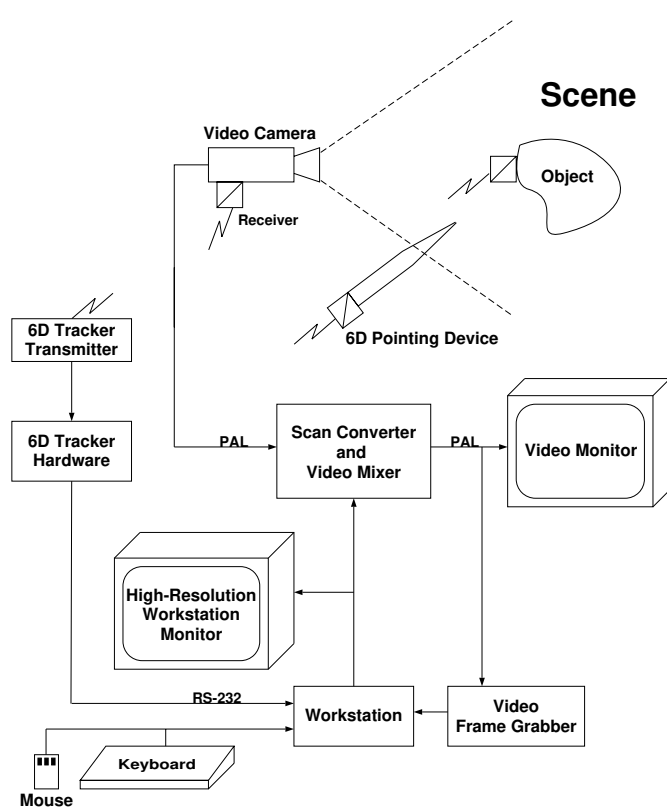 Scene
Video Camera
Object
Receiver
6D Tracker
Transmitter
6D Pointing Device
6D Tracker
Hardware
PAL
Scan Converter
and
Video Mixer
PAL
Video Monitor
High-Resolution
Workstation
Monitor
RS-232
Workstation
Video
Frame Grabber
Keyboard
Mouse